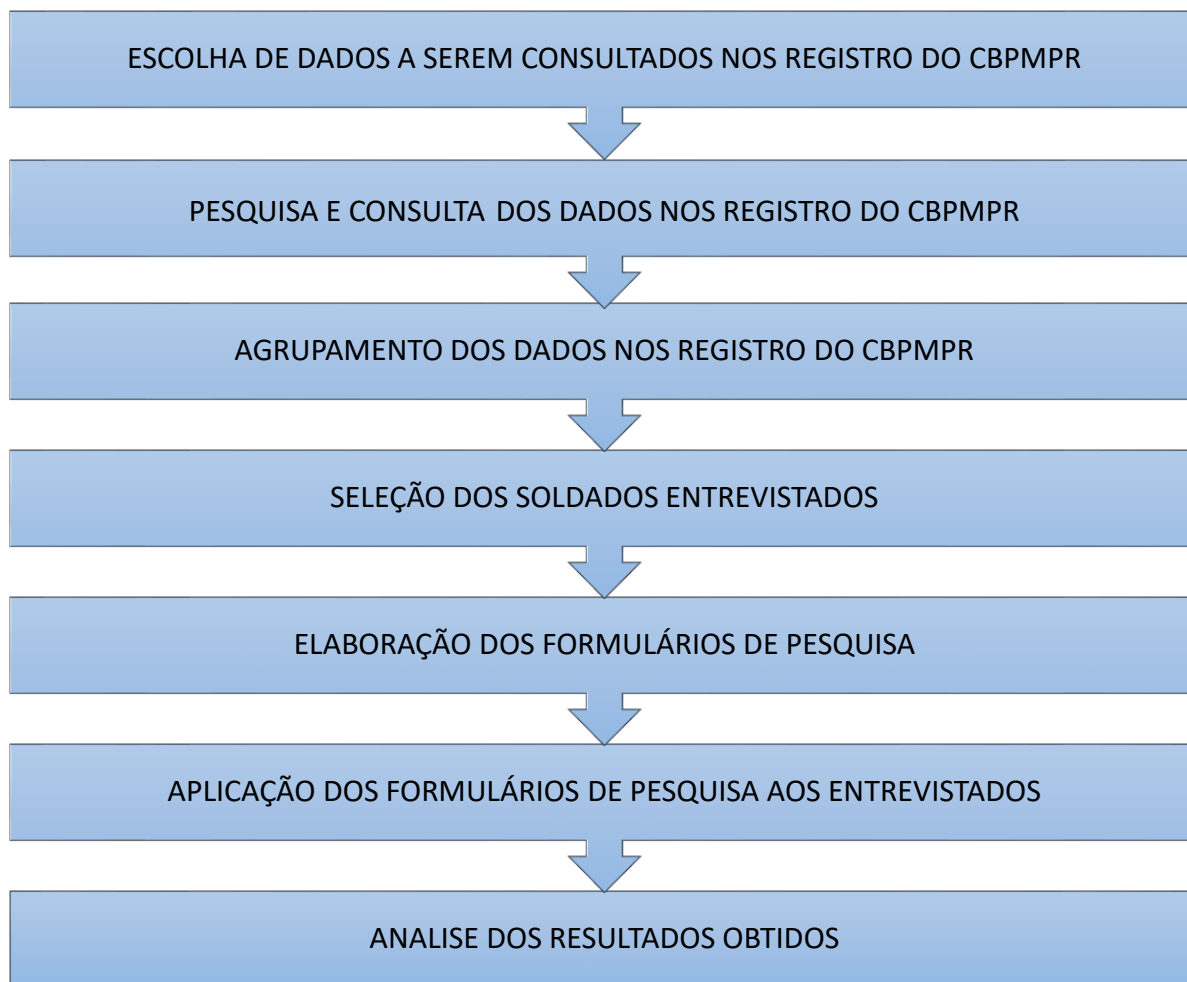 ESCOLHA DE DADOS A SEREM CONSULTADOS NOS REGISTRO DO CBPMPR
PESQUISA E CONSULTA DOS DADOS NOS REGISTRO DO CBPMPR
AGRUPAMENTO DOS DADOS NOS REGISTRO DO CBPMPR
SELEÇÃO DOS SOLDADOS ENTREVISTADOS
ELABORAÇÃO DOS FORMULÁRIOS DE PESQUISA
APLICAÇÃO DOS FORMULÁRIOS DE PESQUISA AOS ENTREVISTADOS
ANALISE DOS RESULTADOS OBTIDOS